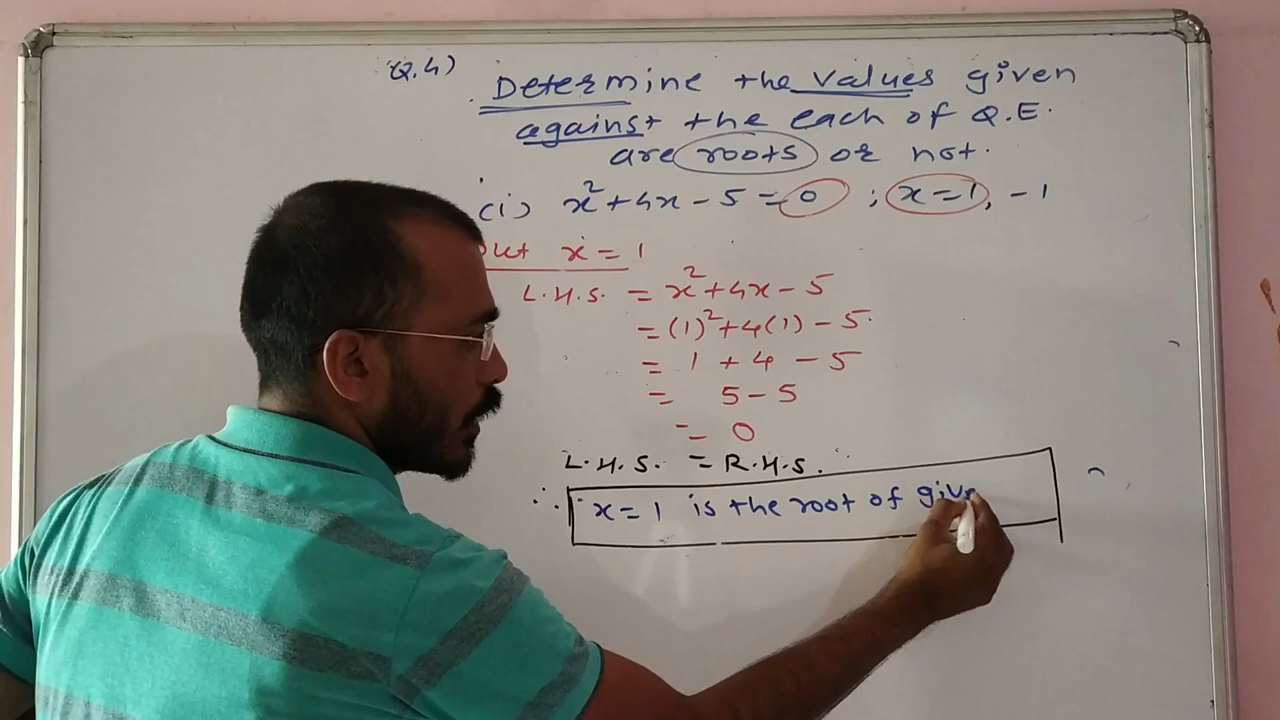 Q.4)
Determine the values given
against the each of Q.E.
are roots or not.
(i) x²+4x-5=0 ; x=1, -1
Put x=1
L.H.S. = x²+4x-5
=(1)²+4(1)-5.
= 1+4-5
= 5-5
= 0
L.H.S. = R.H.S.
∴ x=1 is the root of give